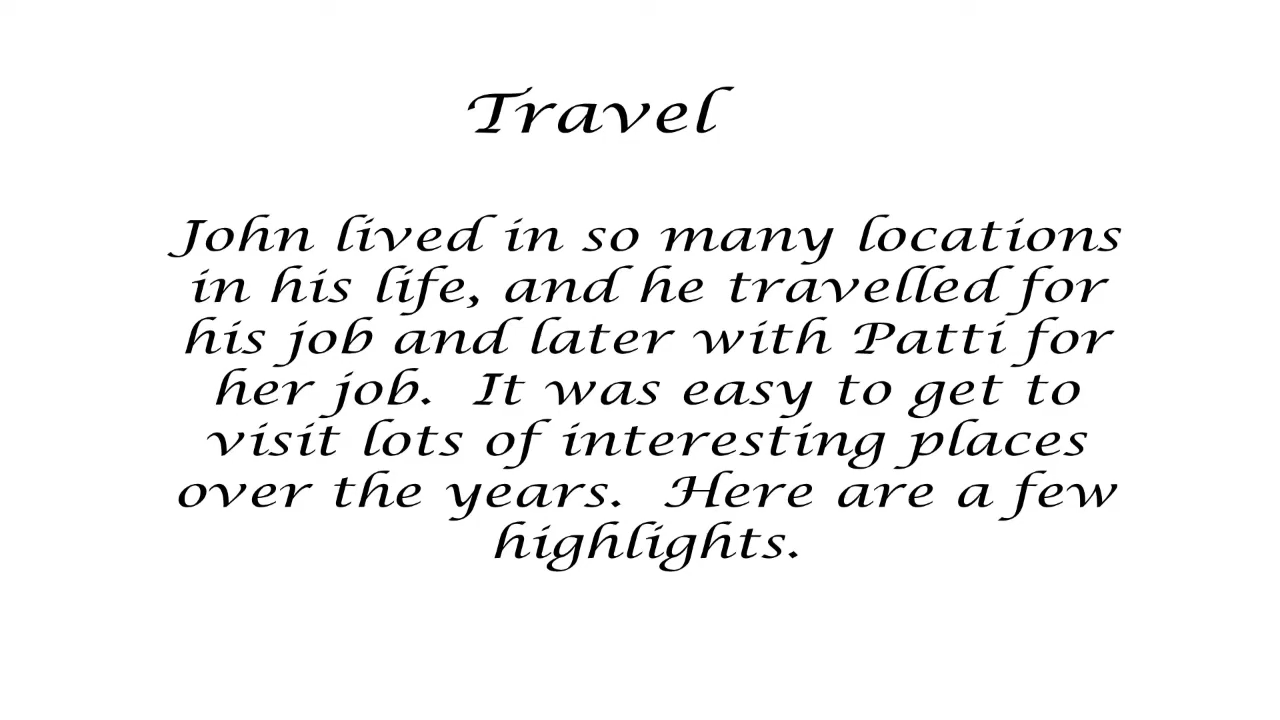 Travel
John lived in so many locations
in his life, and he travelled for
his job and later with Patti for
her job.  It was easy to get to
visit lots of interesting places
over the years.  Here are a few
highlights.